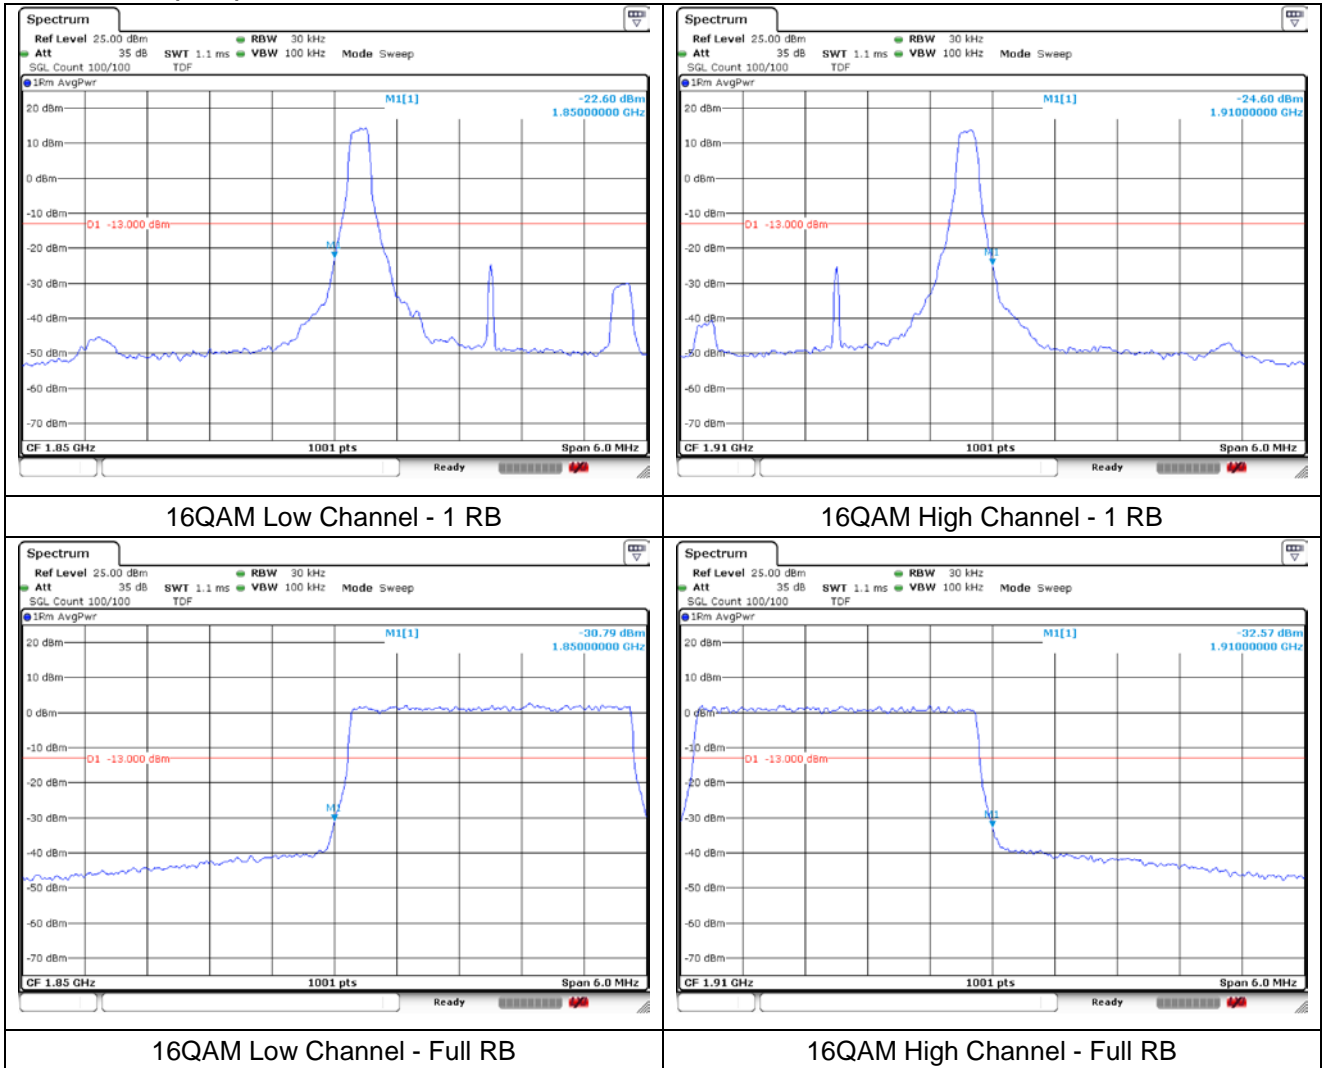 Spectrum
Ref Level 25.00 dBm RBW 30 kHz
Att 35 dB SWT 1.1 ms VBW 100 kHz Mode Sweep
SGL Count 100/100 TDF
1Rm AvgPwr
M1[1] -22.60 dBm
1.85000000 GHz
20 dBm
10 dBm
0 dBm
-10 dBm
D1 -13.000 dBm
-20 dBm
M1
-30 dBm
-40 dBm
-50 dBm
-60 dBm
-70 dBm
CF 1.85 GHz 1001 pts Span 6.0 MHz
Ready
Spectrum
Ref Level 25.00 dBm RBW 30 kHz
Att 35 dB SWT 1.1 ms VBW 100 kHz Mode Sweep
SGL Count 100/100 TDF
1Rm AvgPwr
M1[1] -24.60 dBm
1.91000000 GHz
20 dBm
10 dBm
0 dBm
-10 dBm
D1 -13.000 dBm
-20 dBm
M1
-30 dBm
-40 dBm
-50 dBm
-60 dBm
-70 dBm
CF 1.91 GHz 1001 pts Span 6.0 MHz
Ready
16QAM Low Channel - 1 RB
16QAM High Channel - 1 RB
Spectrum
Ref Level 25.00 dBm RBW 30 kHz
Att 35 dB SWT 1.1 ms VBW 100 kHz Mode Sweep
SGL Count 100/100 TDF
1Rm AvgPwr
M1[1] -30.79 dBm
1.85000000 GHz
20 dBm
10 dBm
0 dBm
-10 dBm
D1 -13.000 dBm
-20 dBm
M1
-30 dBm
-40 dBm
-50 dBm
-60 dBm
-70 dBm
CF 1.85 GHz 1001 pts Span 6.0 MHz
Ready
Spectrum
Ref Level 25.00 dBm RBW 30 kHz
Att 35 dB SWT 1.1 ms VBW 100 kHz Mode Sweep
SGL Count 100/100 TDF
1Rm AvgPwr
M1[1] -32.57 dBm
1.91000000 GHz
20 dBm
10 dBm
0 dBm
-10 dBm
D1 -13.000 dBm
-20 dBm
M1
-30 dBm
-40 dBm
-50 dBm
-60 dBm
-70 dBm
CF 1.91 GHz 1001 pts Span 6.0 MHz
Ready
16QAM Low Channel - Full RB
16QAM High Channel - Full RB